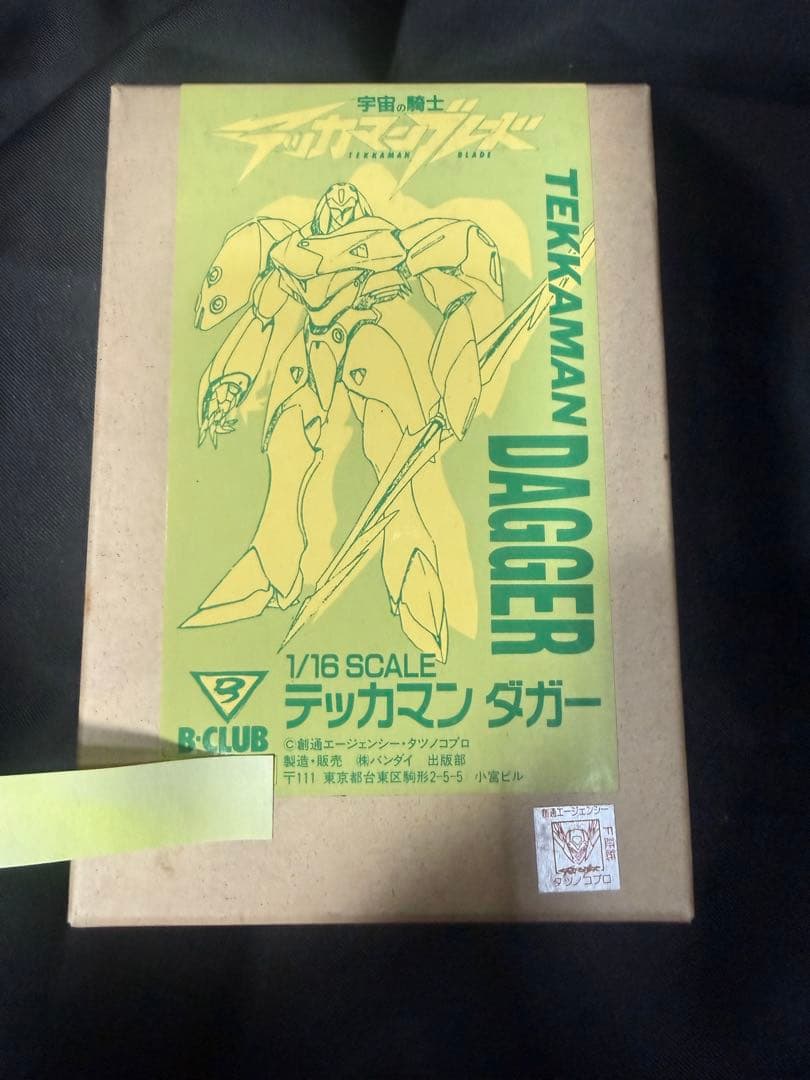 宇宙の騎士
テッカマンブレード
TEKKAMAN BLADE
TEKKAMAN DAGGER
1/16 SCALE
テッカマン ダガー
B-CLUB
©創通エージェンシー・タツノコプロ
製造・販売 ㈱バンダイ 出版部
〒111 東京都台東区駒形2-5-5 小富ビル
創通エージェンシー
タツノコプロ